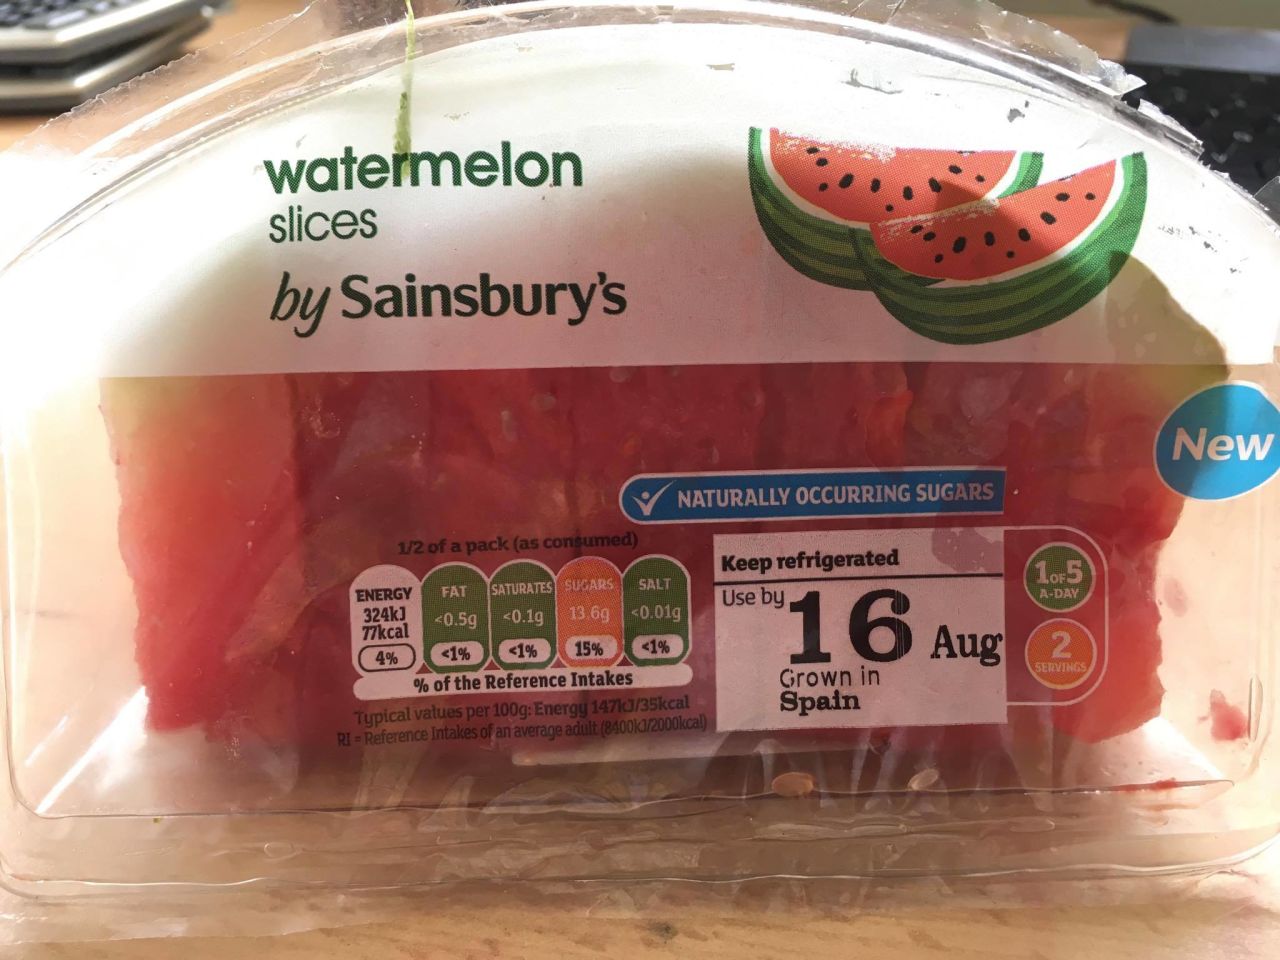 watermelon
slices
by Sainsbury's
New
NATURALLY OCCURRING SUGARS
1/2 of a pack (as consumed)
ENERGY
324kJ
77kcal
4%
FAT
<0.5g
<1%
SATURATES
<0.1g
<1%
SUGARS
13.6g
15%
SALT
<0.01g
<1%
% of the Reference Intakes
Typical values per 100g: Energy 147kJ/35kcal
RI = Reference Intakes of an average adult (8400kJ/2000kcal)
Keep refrigerated
Use by
16 Aug
Grown in
Spain
1 OF 5
A-DAY
2
SERVINGS